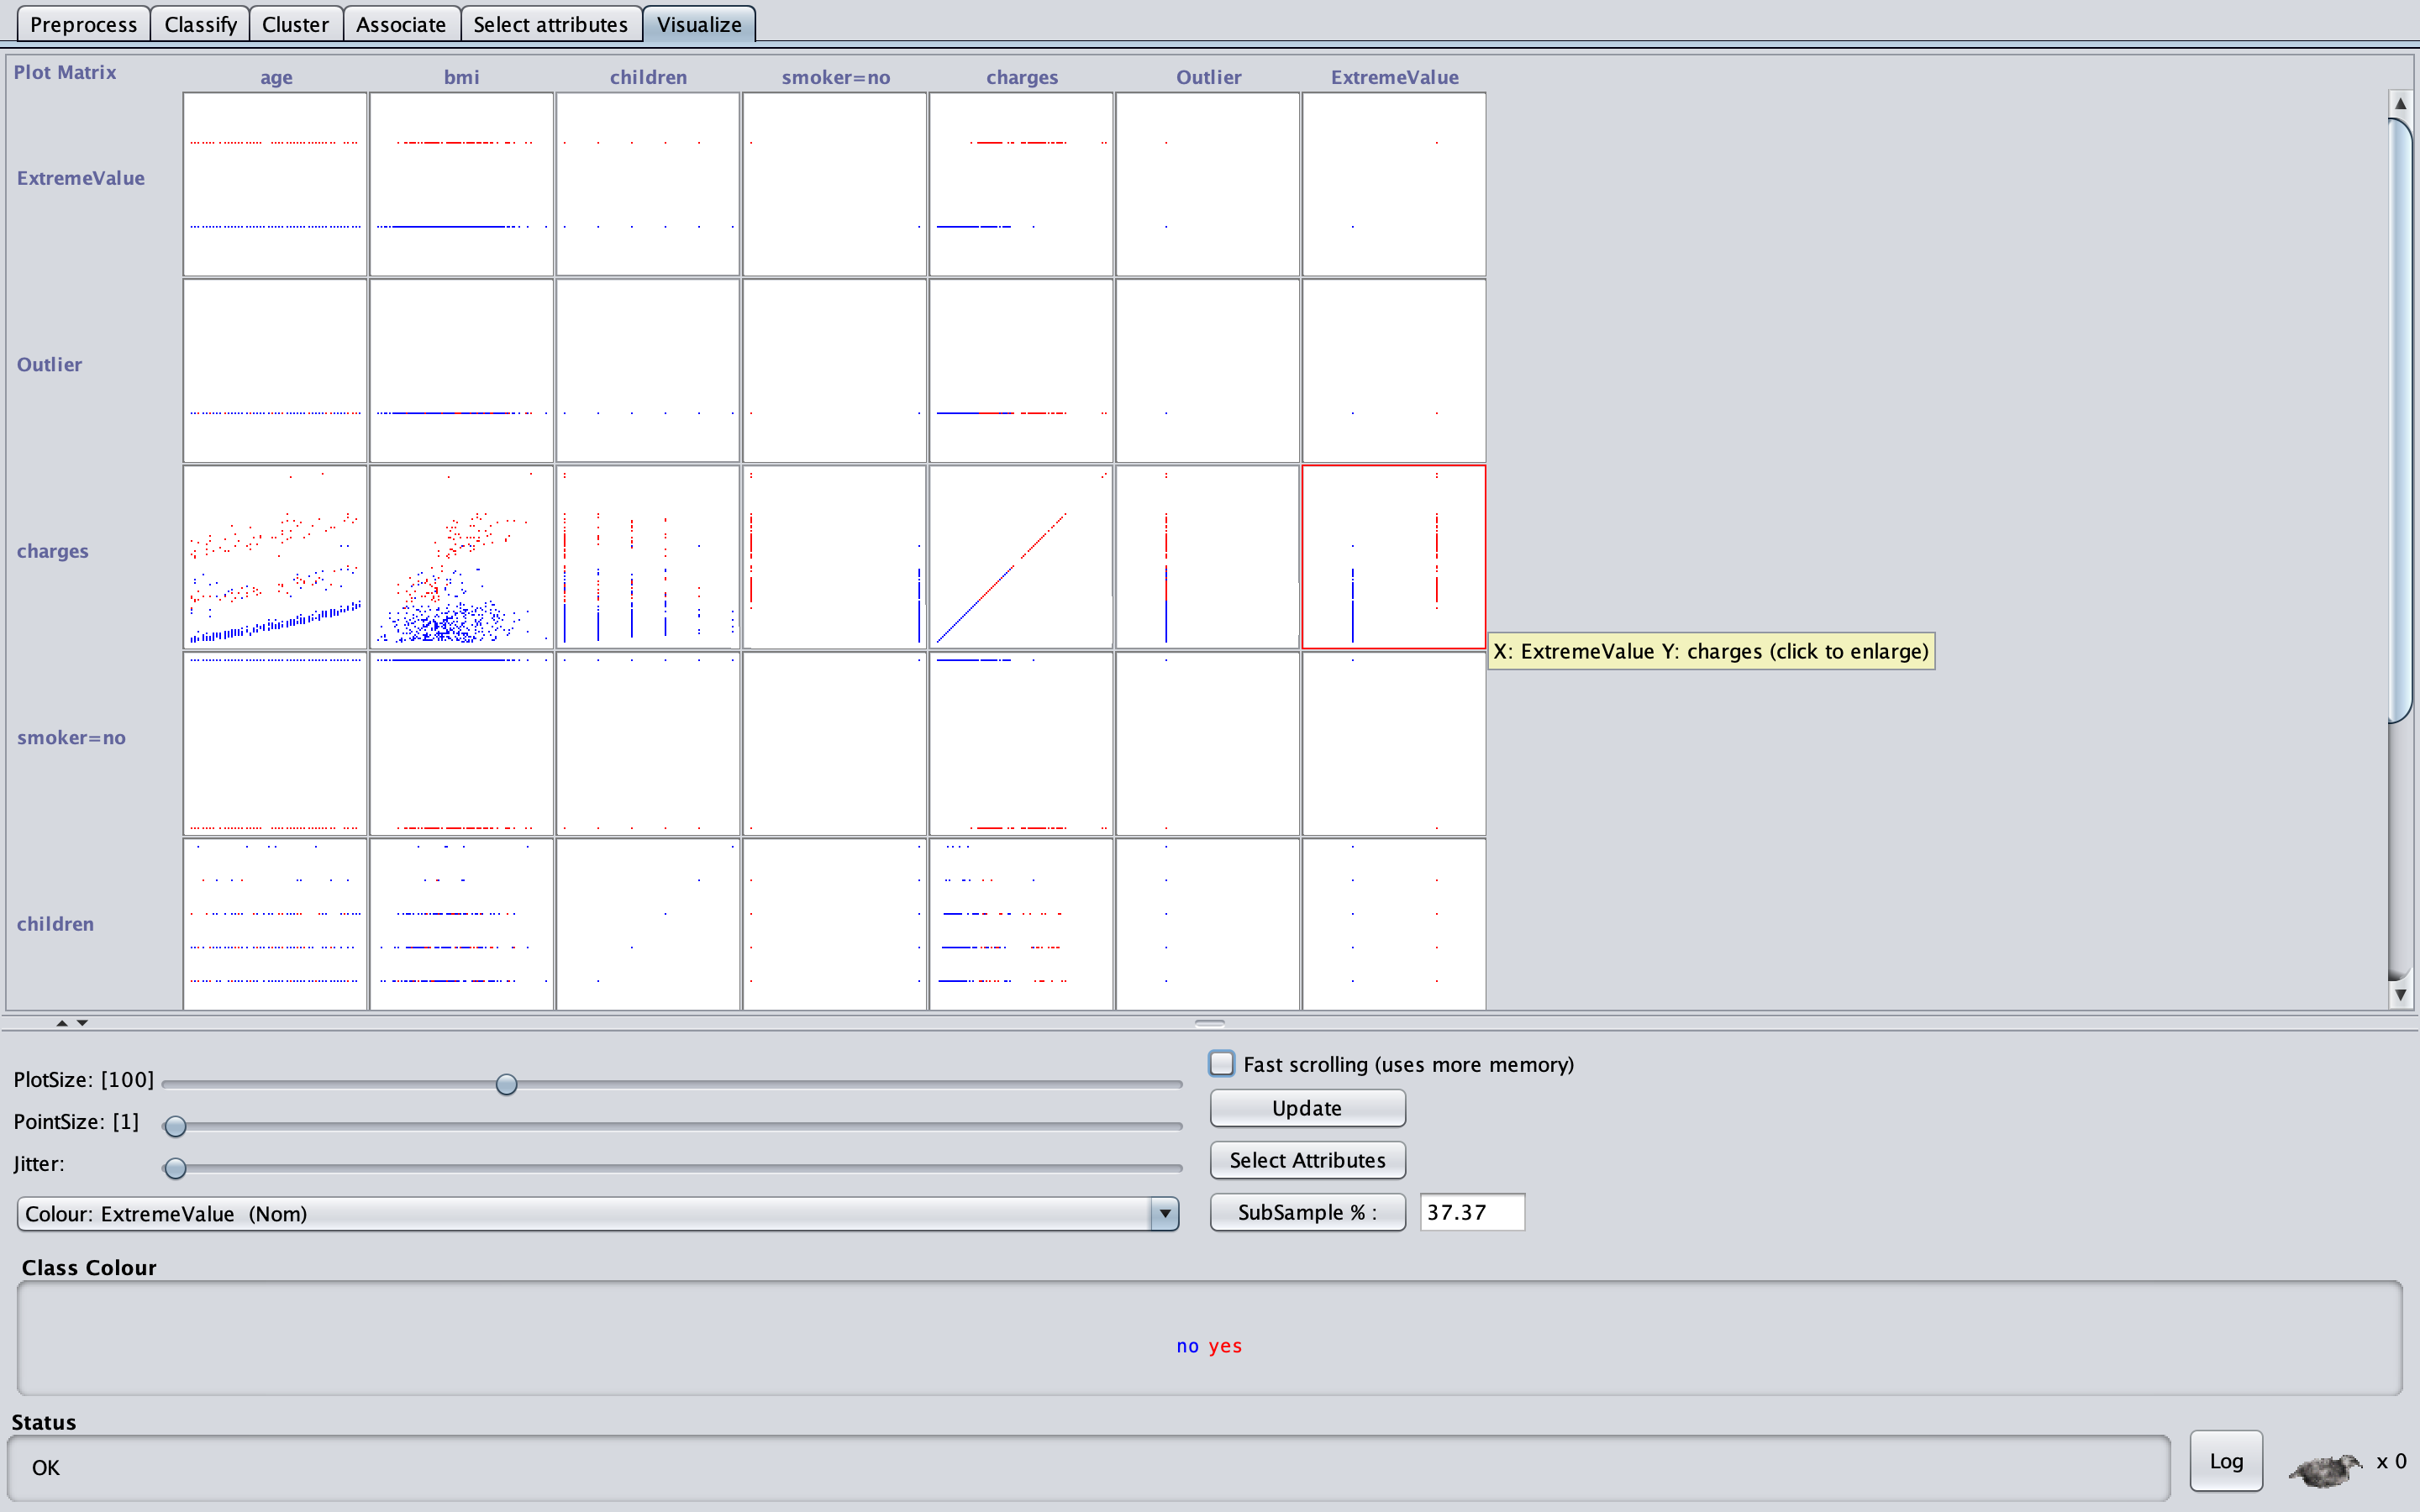 Preprocess Classify Cluster Associate Select attributes Visualize
Plot Matrix age bmi children smoker=no charges Outlier ExtremeValue
ExtremeValue
Outlier
charges
X: ExtremeValue Y: charges (click to enlarge)
smoker=no
children
PlotSize: [100]
PointSize: [1]
Jitter:
Colour: ExtremeValue (Nom)
Fast scrolling (uses more memory)
Update
Select Attributes
SubSample % : 37.37
Class Colour
no yes
Status
OK
Log x 0